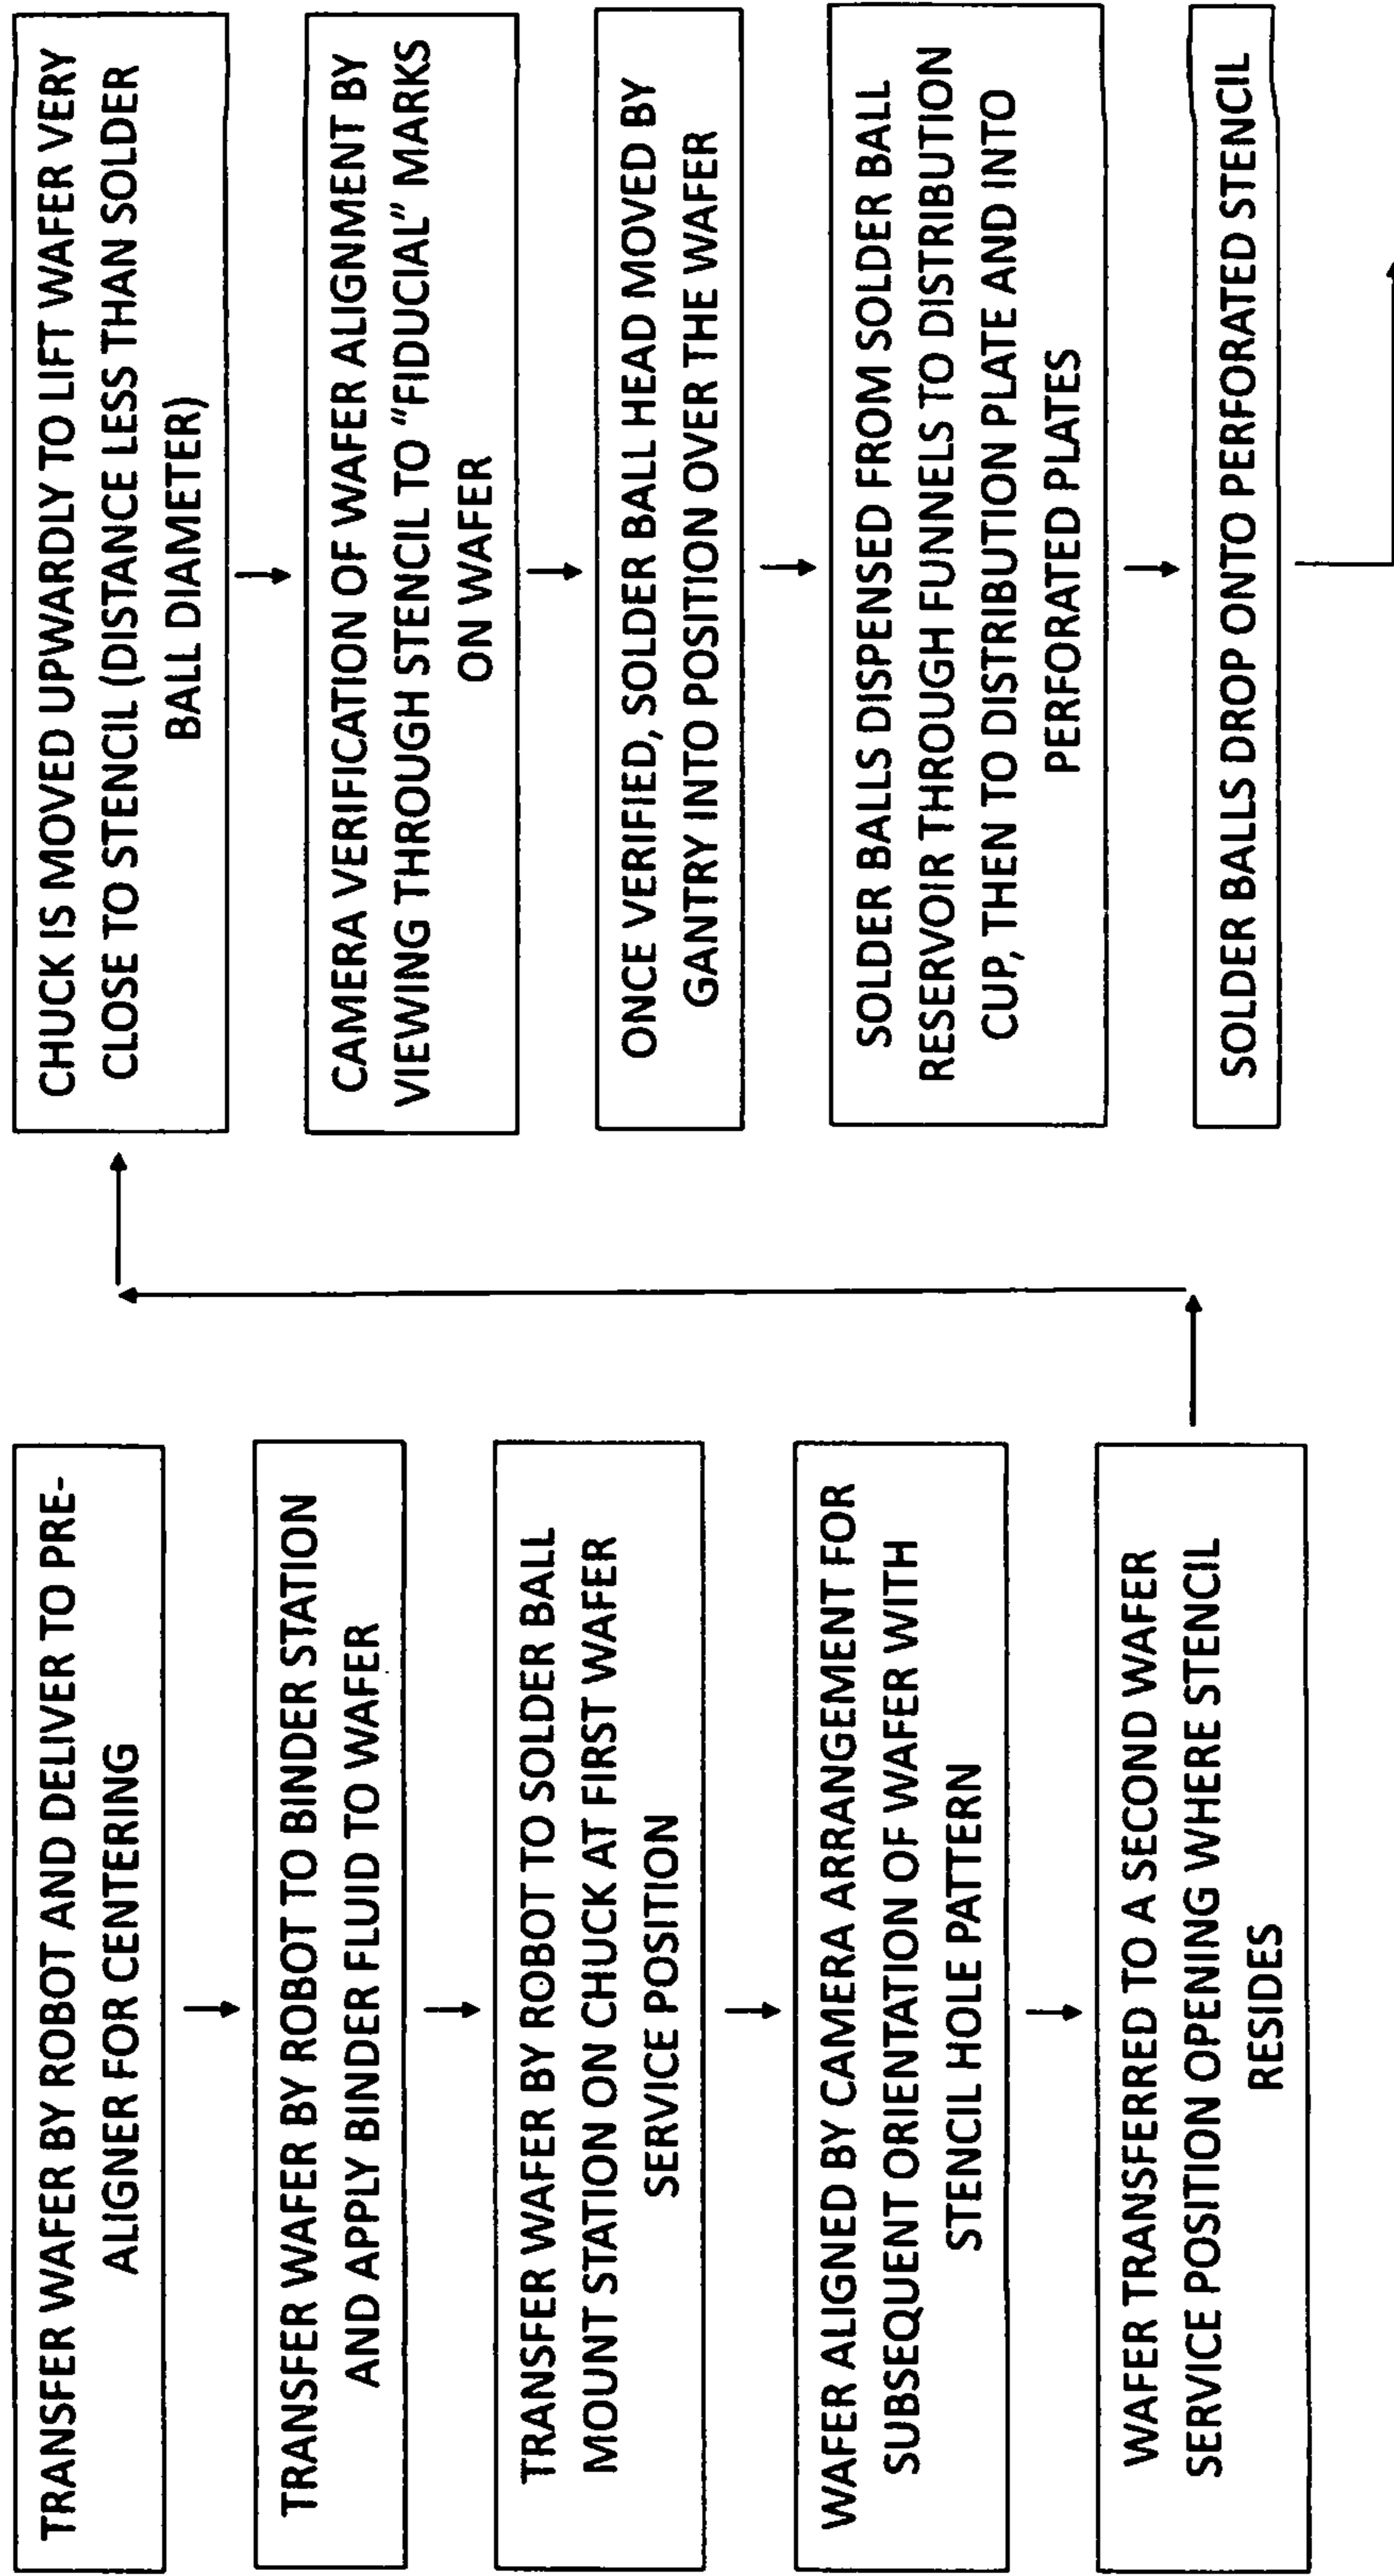 TRANSFER WAFER BY ROBOT AND DELIVER TO PRE-
ALIGNER FOR CENTERING
TRANSFER WAFER BY ROBOT TO BINDER STATION
AND APPLY BINDER FLUID TO WAFER
TRANSFER WAFER BY ROBOT TO SOLDER BALL
MOUNT STATION ON CHUCK AT FIRST WAFER
SERVICE POSITION
WAFER ALIGNED BY CAMERA ARRANGEMENT FOR
SUBSEQUENT ORIENTATION OF WAFER WITH
STENCIL HOLE PATTERN
WAFER TRANSFERRED TO A SECOND WAFER
SERVICE POSITION OPENING WHERE STENCIL
RESIDES
CHUCK IS MOVED UPWARDLY TO LIFT WAFER VERY
CLOSE TO STENCIL (DISTANCE LESS THAN SOLDER
BALL DIAMETER)
CAMERA VERIFICATION OF WAFER ALIGNMENT BY
VIEWING THROUGH STENCIL TO “FIDUCIAL” MARKS
ON WAFER
ONCE VERIFIED, SOLDER BALL HEAD MOVED BY
GANTRY INTO POSITION OVER THE WAFER
SOLDER BALLS DISPENSED FROM SOLDER BALL
RESERVOIR THROUGH FUNNELS TO DISTRIBUTION
CUP, THEN TO DISTRIBUTION PLATE AND INTO
PERFORATED PLATES
SOLDER BALLS DROP ONTO PERFORATED STENCIL